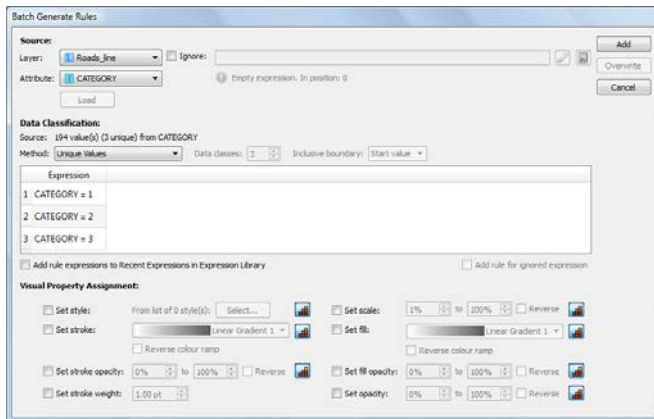 Batch Generate Rules
Source:
Layer: Roads_line Ignore: Add
Overwrite
Attribute: CATEGORY Empty expression. In position: 0
Cancel
Load
Data Classification:
Source: 194 value(s) (3 unique) from CATEGORY
Method: Unique Values Data classes: 3 Inclusive boundary: Start value
Expression
1 CATEGORY = 1
2 CATEGORY = 2
3 CATEGORY = 3
Add rule expressions to Recent Expressions in Expression Library Add rule for ignored expression
Visual Property Assignment:
Set style: From list of 0 style(s): Select... Set scale: 1% to 100% Reverse
Set stroke: Linear Gradient 1 Set fill: Linear Gradient 1
Reverse colour ramp Reverse colour ramp
Set stroke opacity: 0% to 100% Reverse Set fill opacity: 0% to 100% Reverse
Set stroke weight: 1.00 pt Set opacity: 0% to 100% Reverse